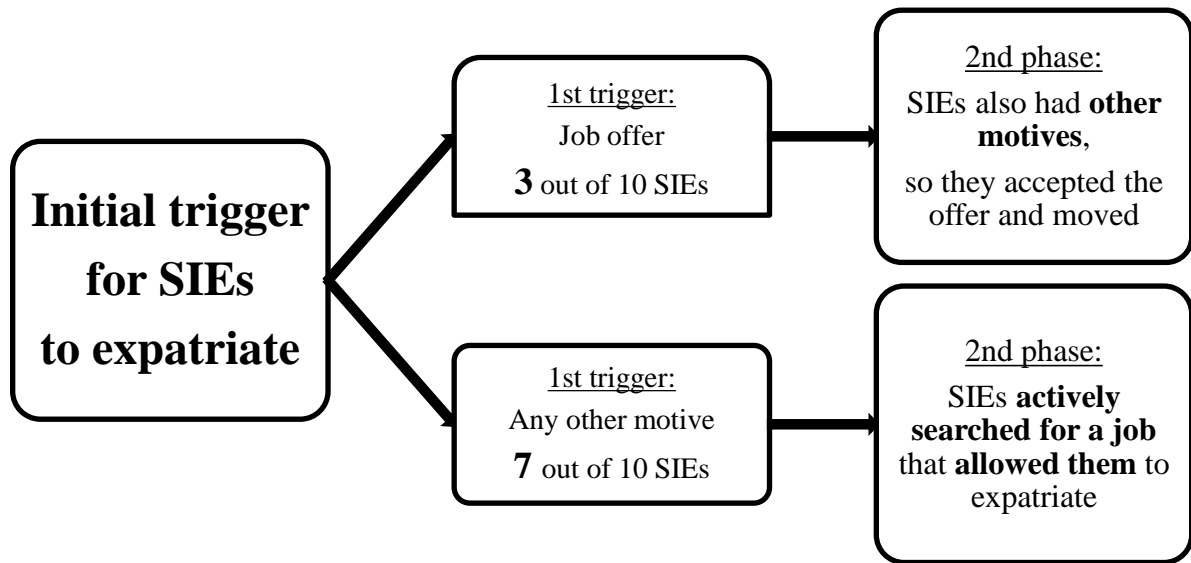 Initial trigger
for SIEs
to expatriate
1st trigger:
Job offer
3 out of 10 SIEs
2nd phase:
SIEs also had other
motives,
so they accepted the
offer and moved
1st trigger:
Any other motive
7 out of 10 SIEs
2nd phase:
SIEs actively
searched for a job
that allowed them to
expatriate